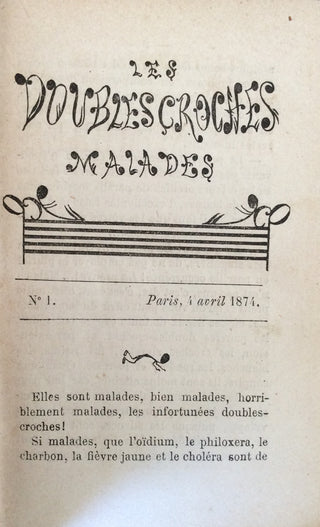 LES
DOUBLES CROCHES
MALADES
N° 1.
Paris, 4 avril 1874.
Elles sont malades, bien malades, horri-
blement malades, les infortunées doubles-
croches!
Si malades, que l'oïdium, le philoxera, le
charbon, la fièvre jaune et le choléra sont de